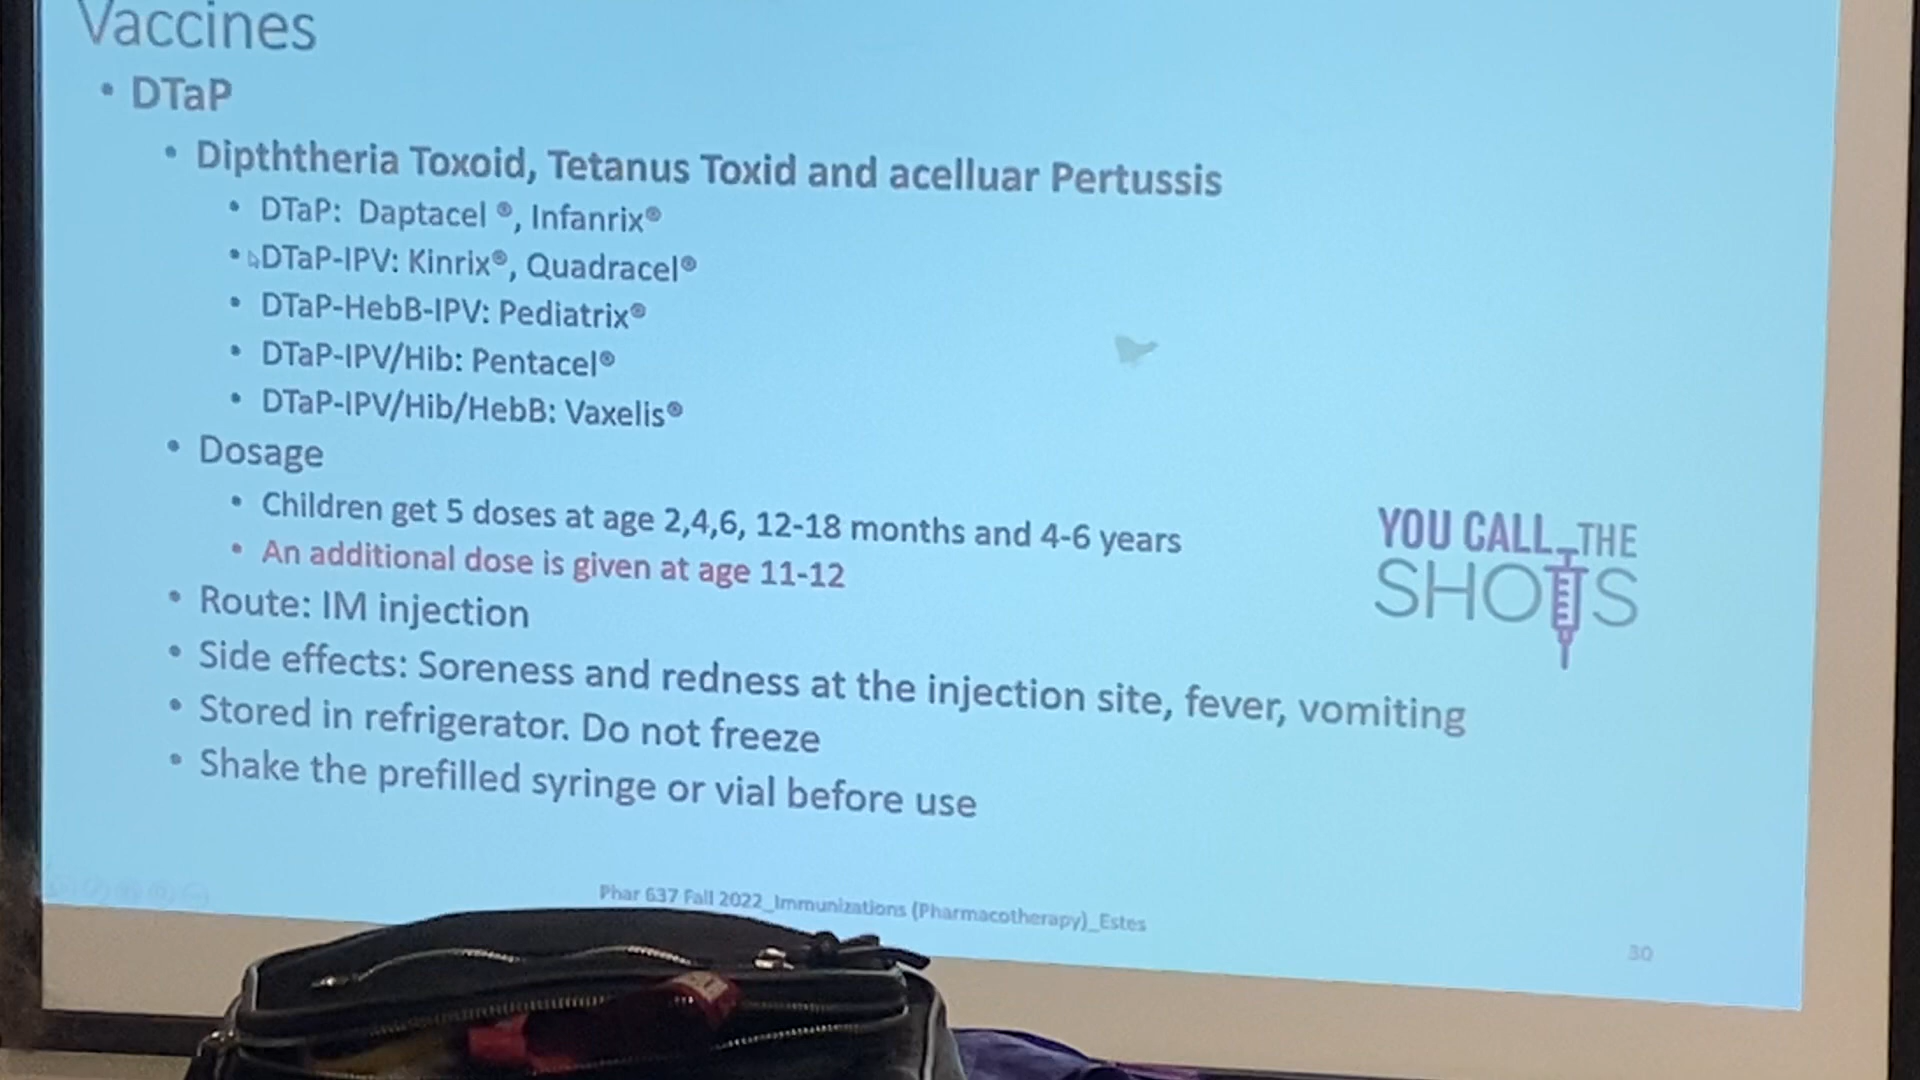 Vaccines
• DTaP
• Dipththeria Toxoid, Tetanus Toxid and acelluar Pertussis
• DTaP: Daptacel ®, Infanrix®
• DTaP-IPV: Kinrix®, Quadracel®
• DTaP-HebB-IPV: Pediatrix®
• DTaP-IPV/Hib: Pentacel®
• DTaP-IPV/Hib/HebB: Vaxelis®
• Dosage
• Children get 5 doses at age 2,4,6, 12-18 months and 4-6 years
• An additional dose is given at age 11-12
• Route: IM injection
• Side effects: Soreness and redness at the injection site, fever, vomiting
• Stored in refrigerator. Do not freeze
• Shake the prefilled syringe or vial before use
YOU CALL THE
SHOTS
Phar 637 Fall 2022_Immunizations (Pharmacotherapy)_Estes
30